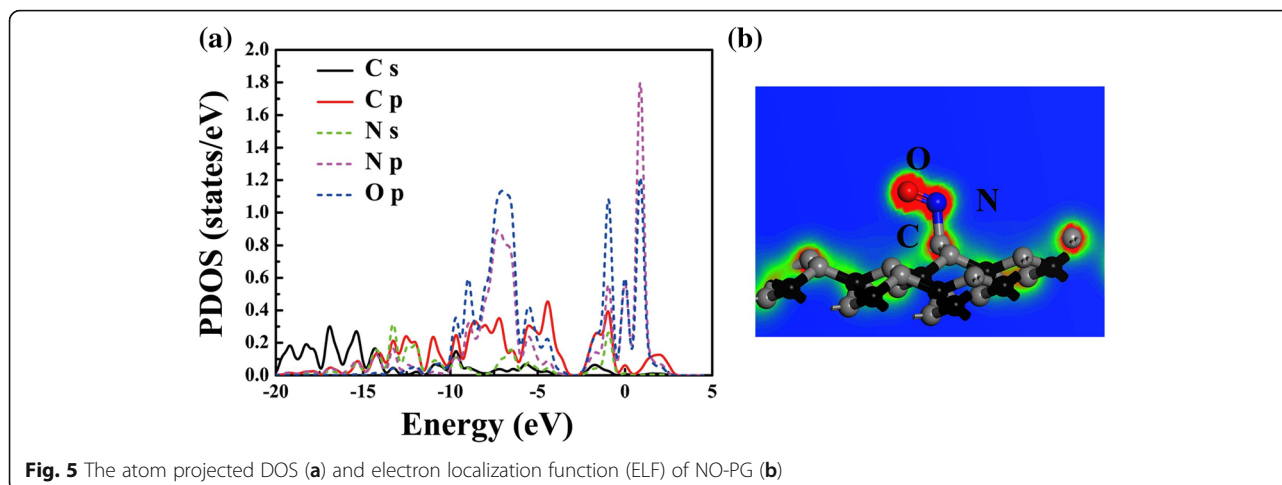 (a)
(b)
2.0
1.8
1.6
1.4
1.2
1.0
0.8
0.6
0.4
0.2
0.0
PDOS (states/eV)
C s
C p
N s
N p
O p
-20
-15
-10
-5
0
5
Energy (eV)
O
N
C
Fig. 5 The atom projected DOS (a) and electron localization function (ELF) of NO-PG (b)